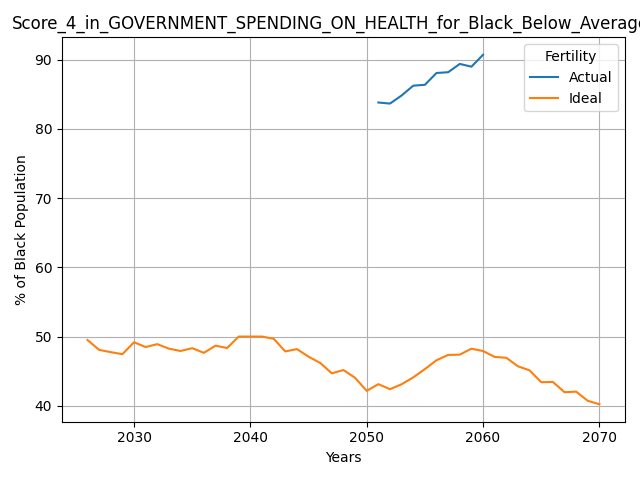 Score_4_in_GOVERNMENT_SPENDING_ON_HEALTH_for_Black_Below_Average
Fertility
Actual
Ideal
% of Black Population
90
80
70
60
50
40
2030 2040 2050 2060 2070
Years